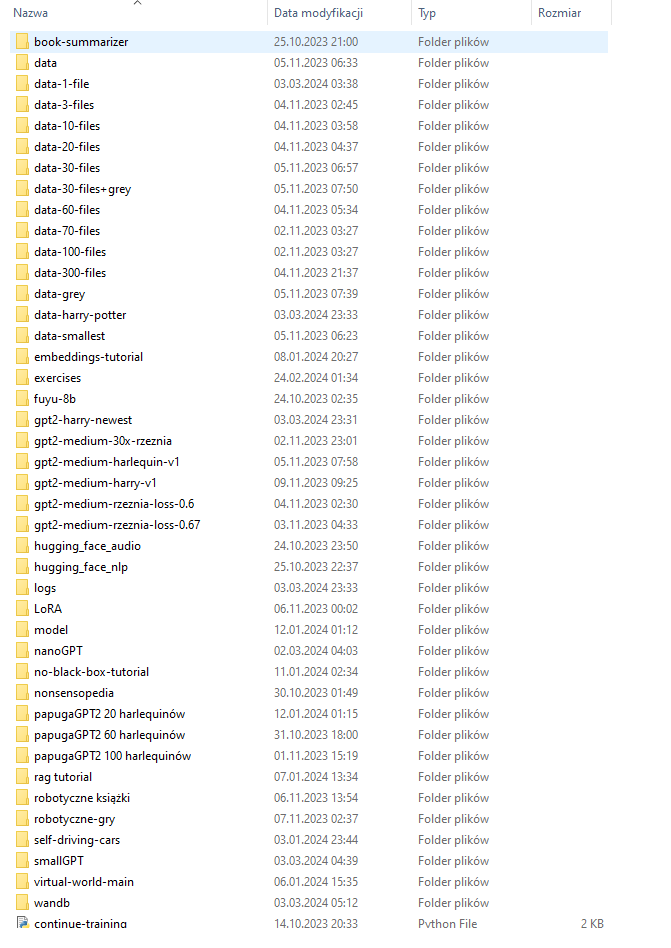 Nazwa Data modyfikacji Typ Rozmiar
book-summarizer 25.10.2023 21:00 Folder plików
data 05.11.2023 06:33 Folder plików
data-1-file 03.03.2024 03:38 Folder plików
data-3-files 04.11.2023 02:45 Folder plików
data-10-files 04.11.2023 03:58 Folder plików
data-20-files 04.11.2023 04:37 Folder plików
data-30-files 05.11.2023 06:57 Folder plików
data-30-files+grey 05.11.2023 07:50 Folder plików
data-60-files 04.11.2023 05:34 Folder plików
data-70-files 02.11.2023 03:27 Folder plików
data-100-files 02.11.2023 03:27 Folder plików
data-300-files 04.11.2023 21:37 Folder plików
data-grey 05.11.2023 07:39 Folder plików
data-harry-potter 03.03.2024 23:33 Folder plików
data-smallest 05.11.2023 06:23 Folder plików
embeddings-tutorial 08.01.2024 20:27 Folder plików
exercises 24.02.2024 01:34 Folder plików
fuyu-8b 24.10.2023 02:35 Folder plików
gpt2-harry-newest 03.03.2024 23:31 Folder plików
gpt2-medium-30x-rzeznia 02.11.2023 23:01 Folder plików
gpt2-medium-harlequin-v1 05.11.2023 07:58 Folder plików
gpt2-medium-harry-v1 09.11.2023 09:25 Folder plików
gpt2-medium-rzeznia-loss-0.6 04.11.2023 02:30 Folder plików
gpt2-medium-rzeznia-loss-0.67 03.11.2023 04:33 Folder plików
hugging_face_audio 24.10.2023 23:50 Folder plików
hugging_face_nlp 25.10.2023 22:37 Folder plików
logs 03.03.2024 23:33 Folder plików
LoRA 06.11.2023 00:02 Folder plików
model 12.01.2024 01:12 Folder plików
nanoGPT 02.03.2024 04:03 Folder plików
no-black-box-tutorial 11.01.2024 02:34 Folder plików
nonsensopedia 30.10.2023 01:49 Folder plików
papugaGPT2 20 harlequinów 12.01.2024 01:15 Folder plików
papugaGPT2 60 harlequinów 31.10.2023 18:00 Folder plików
papugaGPT2 100 harlequinów 01.11.2023 15:19 Folder plików
rag tutorial 07.01.2024 13:34 Folder plików
robotyczne książki 06.11.2023 13:54 Folder plików
robotyczne-gry 07.11.2023 02:37 Folder plików
self-driving-cars 03.01.2024 23:44 Folder plików
smallGPT 03.03.2024 04:39 Folder plików
virtual-world-main 06.01.2024 15:35 Folder plików
wandb 03.03.2024 05:12 Folder plików
continue-training 14.10.2023 20:33 Python File 2 KB